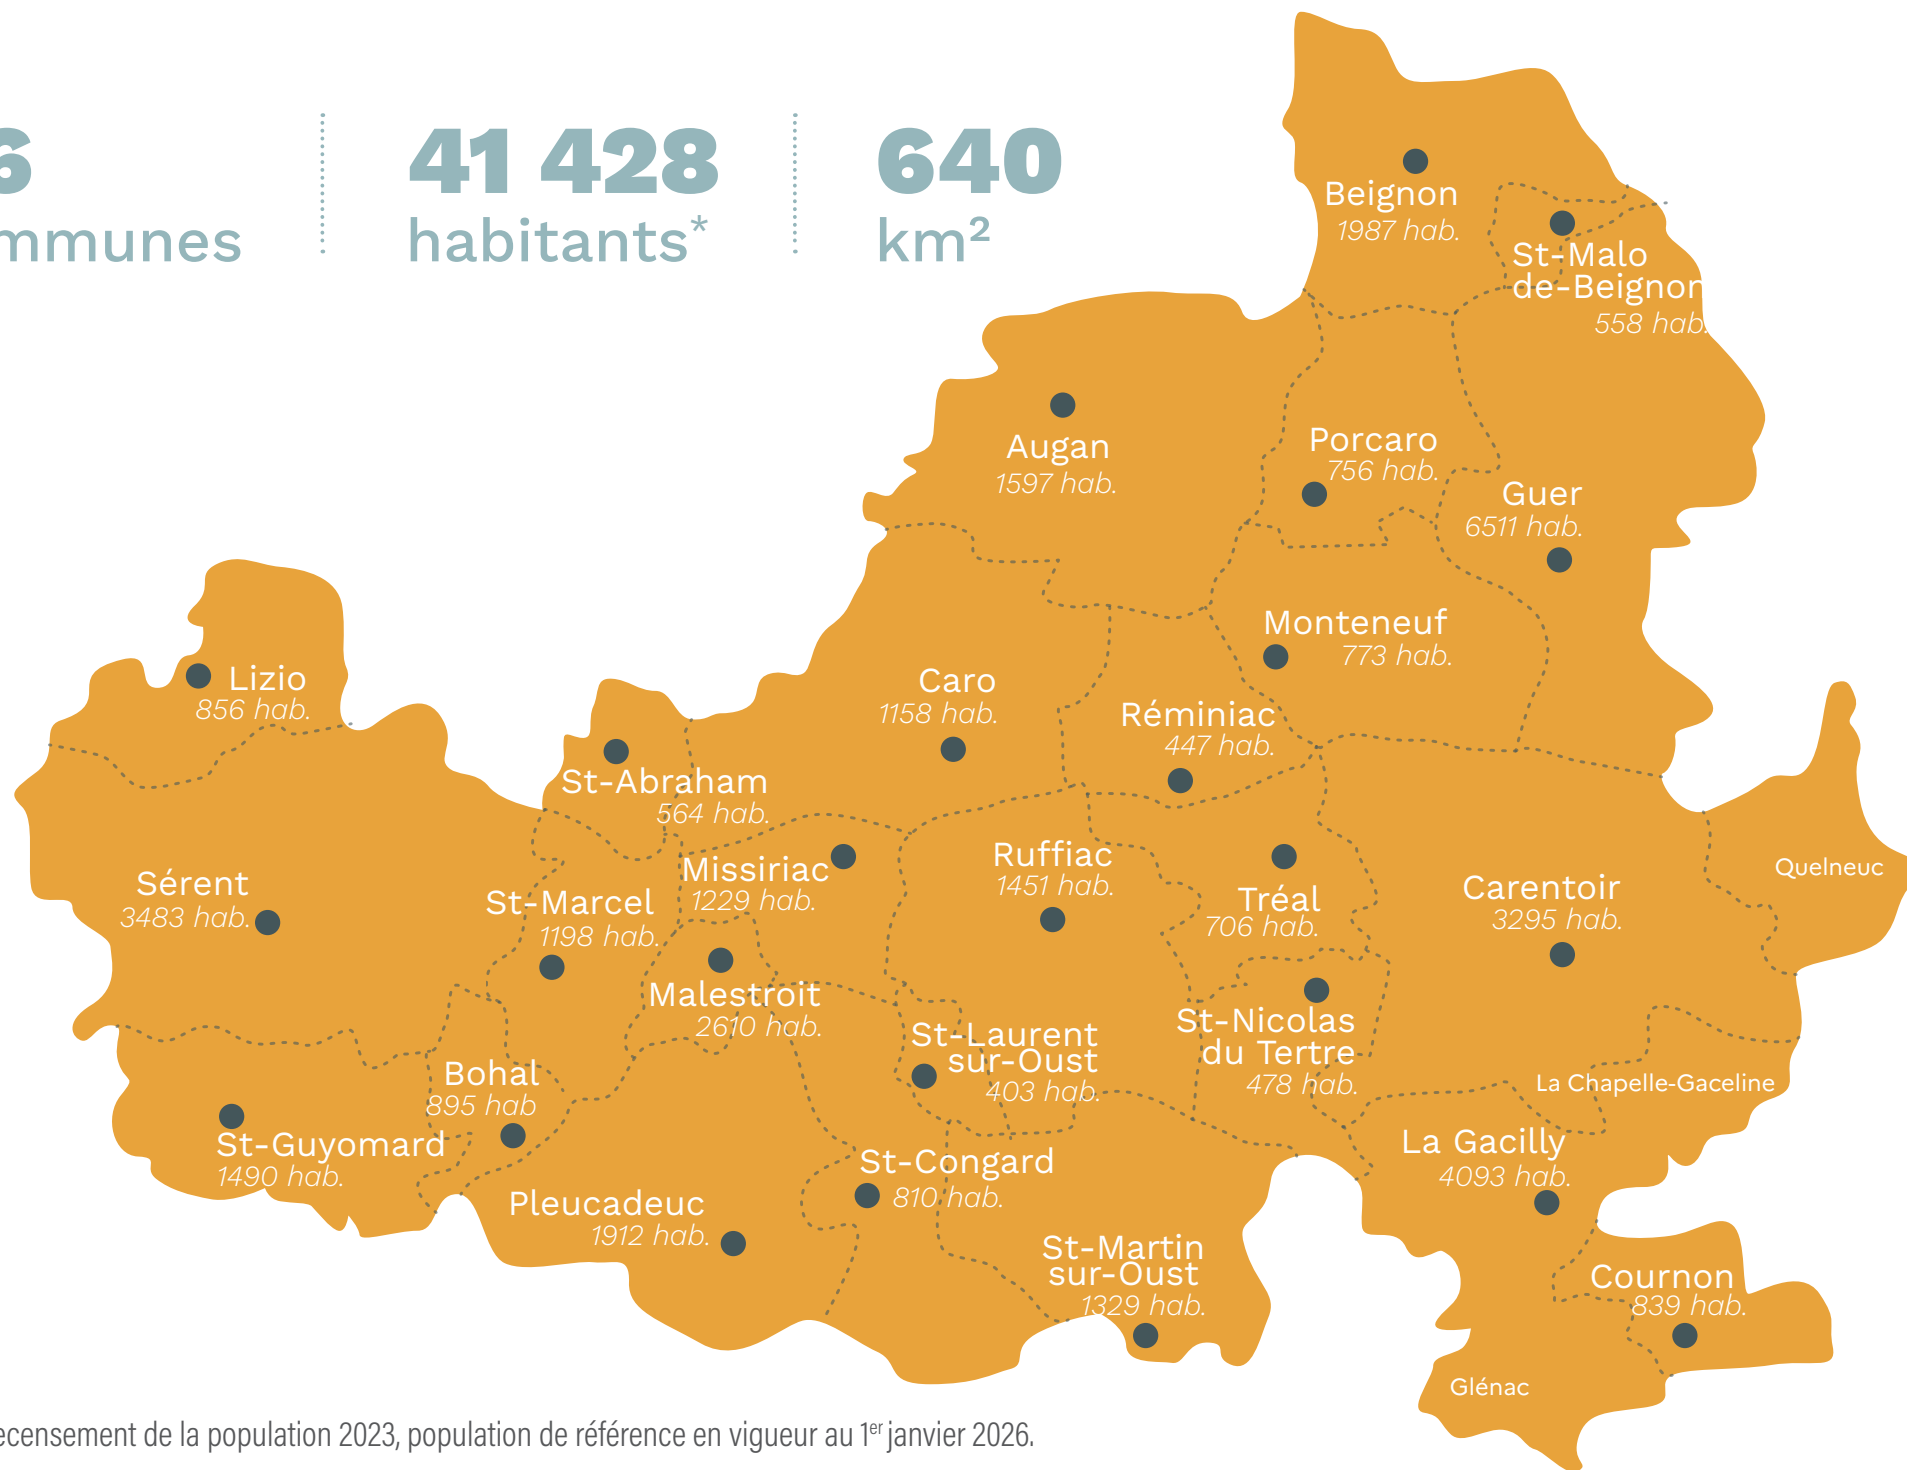 6
mmunes
41 428
habitants*
640
km²
Beignon
1987 hab.
St-Malo
de-Beignon
558 hab.
Augan
1597 hab.
Porcaro
756 hab.
Guer
6511 hab.
Monteneuf
773 hab.
Lizio
856 hab.
Caro
1158 hab.
Réminiac
447 hab.
St-Abraham
564 hab.
Missiriac
1229 hab.
Ruffiac
1451 hab.
Tréal
706 hab.
Carentoir
3295 hab.
Quelneuc
Sérent
3483 hab.
St-Marcel
1198 hab.
Malestroit
2610 hab.
St-Laurent
sur-Oust
403 hab.
St-Nicolas
du Tertre
478 hab.
La Chapelle-Gaceline
Bohal
895 hab
St-Guyomard
1490 hab.
La Gacilly
4093 hab.
St-Congard
810 hab.
Pleucadeuc
1912 hab.
St-Martin
sur-Oust
1329 hab.
Cournon
839 hab.
Glénac
ecensement de la population 2023, population de référence en vigueur au 1er janvier 2026.